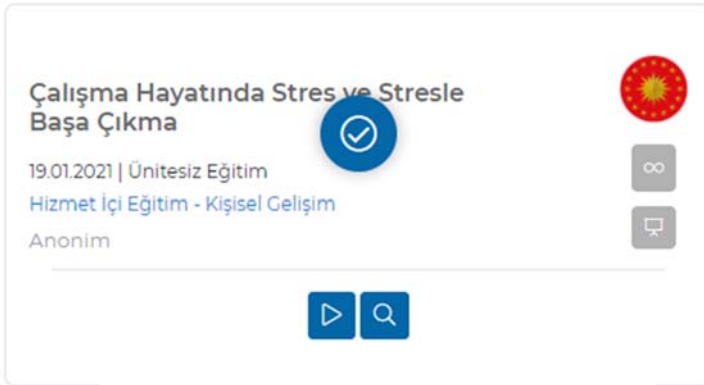 Çalışma Hayatında Stres ve Stresle
Başa Çıkma
19.01.2021 | Ünitesiz Eğitim
Hizmet İçi Eğitim - Kişisel Gelişim
Anonim